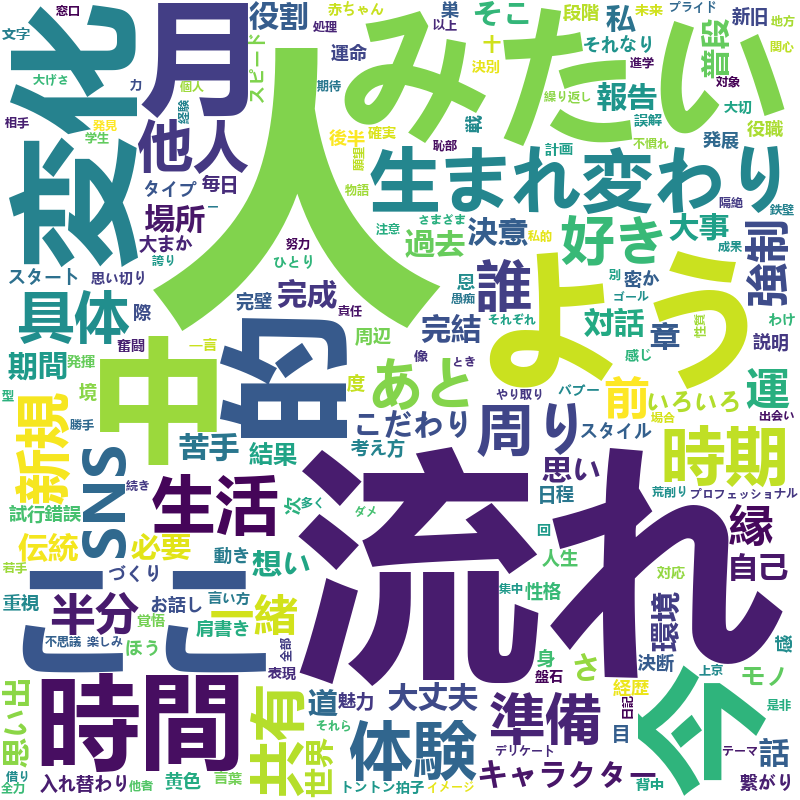 窓口
処理
赤ちゃん
巣
そこ
段階
私
未来
プライド
文字
役割
以上
それなり
新旧
地方
大げさ
力
個人
スピード
運命
十
決別
普段
進学
関心
変化
月
人
みたい
期待
繰り返し
対象
経験
報告
大切
相手
発見
学生
他人
後半
確実
恥部
戦
誤解
役職
願望
計画
不慣れ
発展
タイプ
毎日
生まれ変わり
物語
隔絶
鉄壁
場所
一
さまざま
注意
私的
大まか
努力
過去
決意
好き
大事
成果
強制
スタート
思い切り
誇り
ひとり
別
具体
際
完璧
完成
恩
愚痴
誰
ゴール
密か
責任
よう
わけ
奮闘
一言
それぞれ
完結
対話
章
性質
説明
期間
発揮
中
的
周辺
像
とき
感じ
境
度
あと
やり取り
バブー
前
いろいろ
運
型
場合
出会い
勝手
新規
こだわり
周り
スタイル
苦手
結果
考え方
時期
SNS
続き
思い
生活
多く
ダメ
日程
荒削り
プロフェッショナル
試行錯誤
流れ
縁
伝統
必要
動き
想い
回
若手
づくり
人生
自己
ここ
言い方
集中
性格
対応
重視
半分
お話し
一緒
環境
覚悟
肩書き
不思議
楽しみ
ほう
全部
身
さ
決断
上京
表現
盤石
モノ
思い出
時間
共有
道
魅力
大丈夫
準備
経歴
日記
今
是非
世界
それら
体験
目
デリケート
テーマ
話
借り
入れ替わり
黄色
キャラクター
全力
他者
言葉
トントン拍子
イメージ
背中
繋がり